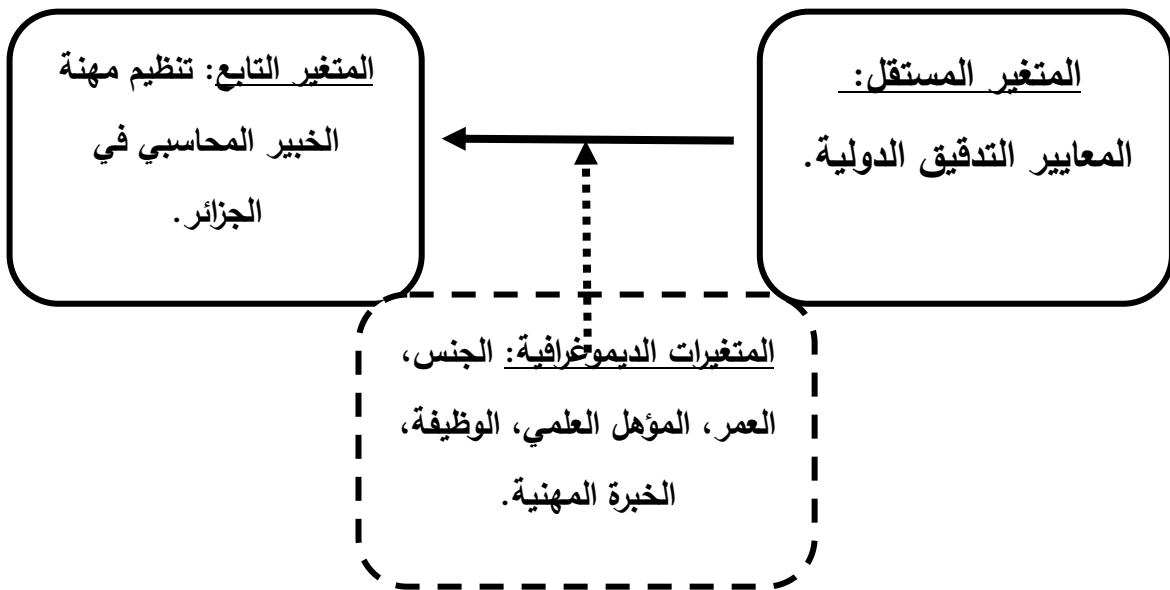 المتغير المستقل:
المعايير التدقيق الدولية.
المتغير التابع: تنظيم مهنة
الخبير المحاسبي في
الجزائر.
المتغيرات الديموغرافية: الجنس،
العمر، المؤهل العلمي، الوظيفة،
الخبرة المهنية.